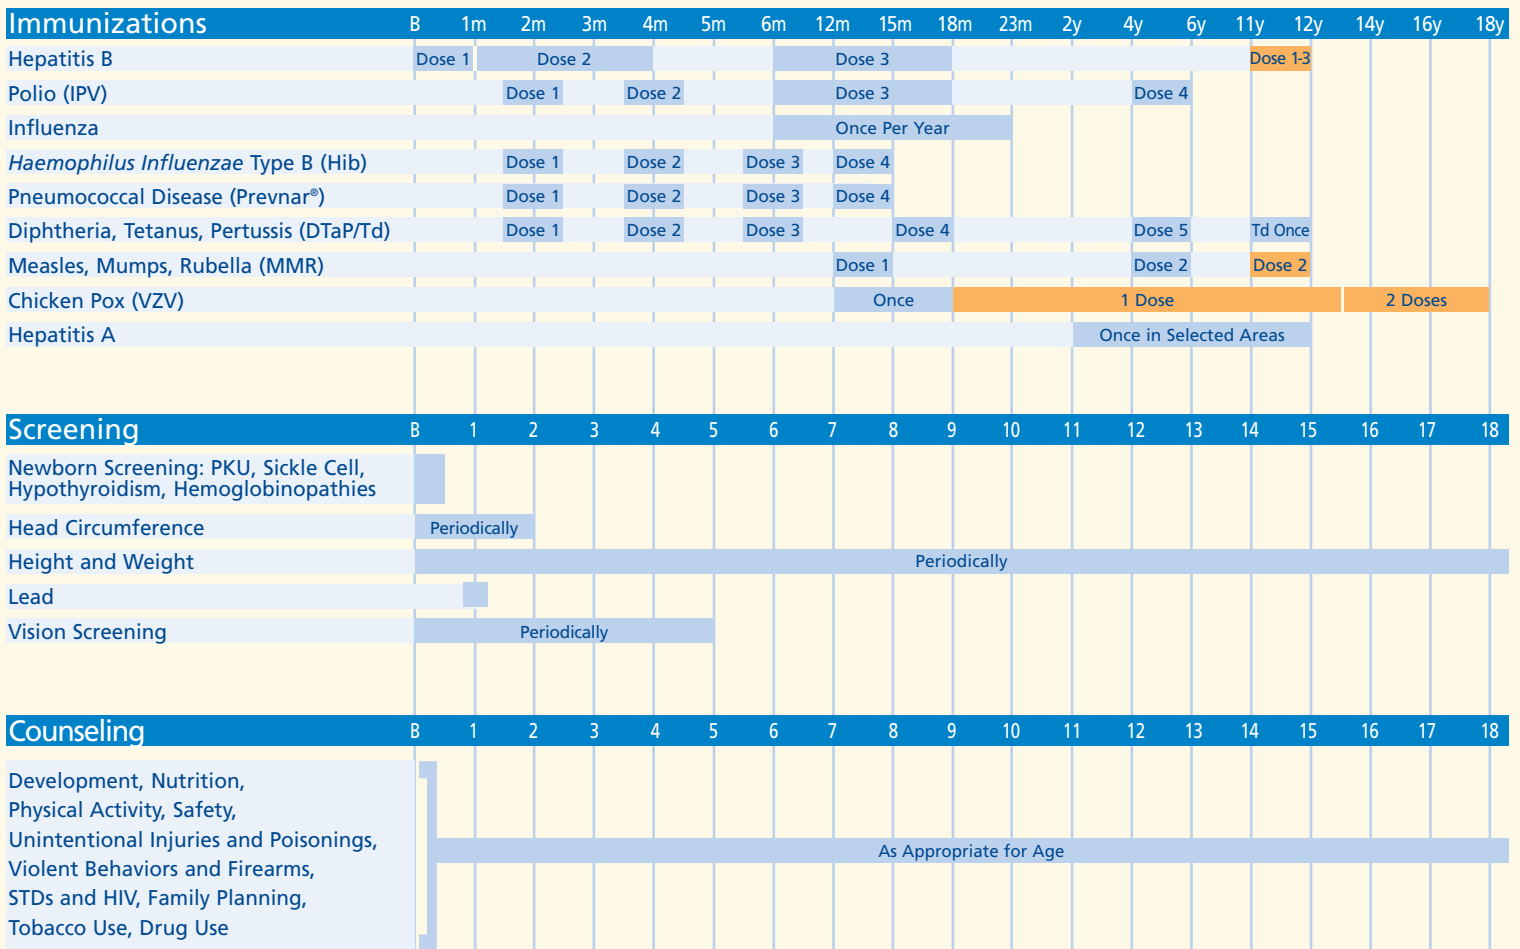 Immunizations B 1m 2m 3m 4m 5m 6m 12m 15m 18m 23m 2y 4y 6y 11y 12y 14y 16y 18y
Hepatitis B Dose 1 Dose 2 Dose 3 Dose 1-3
Polio (IPV) Dose 1 Dose 2 Dose 3 Dose 4
Influenza Once Per Year
Haemophilus Influenzae Type B (Hib) Dose 1 Dose 2 Dose 3 Dose 4
Pneumococcal Disease (Prevnar®) Dose 1 Dose 2 Dose 3 Dose 4
Diphtheria, Tetanus, Pertussis (DTaP/Td) Dose 1 Dose 2 Dose 3 Dose 4 Dose 5 Td Once
Measles, Mumps, Rubella (MMR) Dose 1 Dose 2 Dose 2
Chicken Pox (VZV) Once 1 Dose 2 Doses
Hepatitis A Once in Selected Areas
Screening B 1 2 3 4 5 6 7 8 9 10 11 12 13 14 15 16 17 18
Newborn Screening: PKU, Sickle Cell,
Hypothyroidism, Hemoglobinopathies
Head Circumference Periodically
Height and Weight Periodically
Lead
Vision Screening Periodically
Counseling B 1 2 3 4 5 6 7 8 9 10 11 12 13 14 15 16 17 18
Development, Nutrition,
Physical Activity, Safety,
Unintentional Injuries and Poisonings,
As Appropriate for Age
Violent Behaviors and Firearms,
STDs and HIV, Family Planning,
Tobacco Use, Drug Use